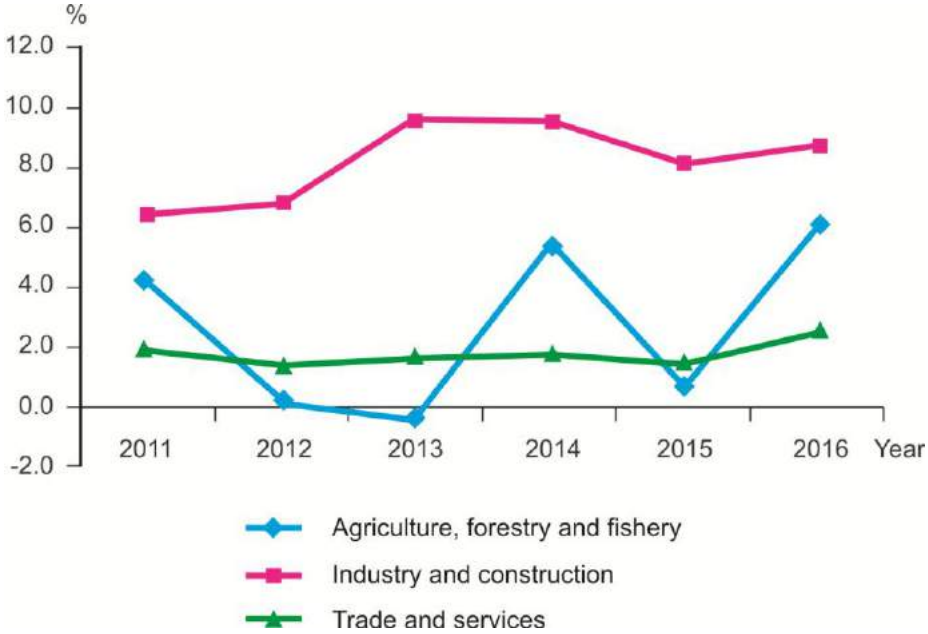 %
12.0
10.0
8.0
6.0
4.0
2.0
0.0
-2.0
2011 2012 2013 2014 2015 2016 Year
Agriculture, forestry and fishery
Industry and construction
Trade and services